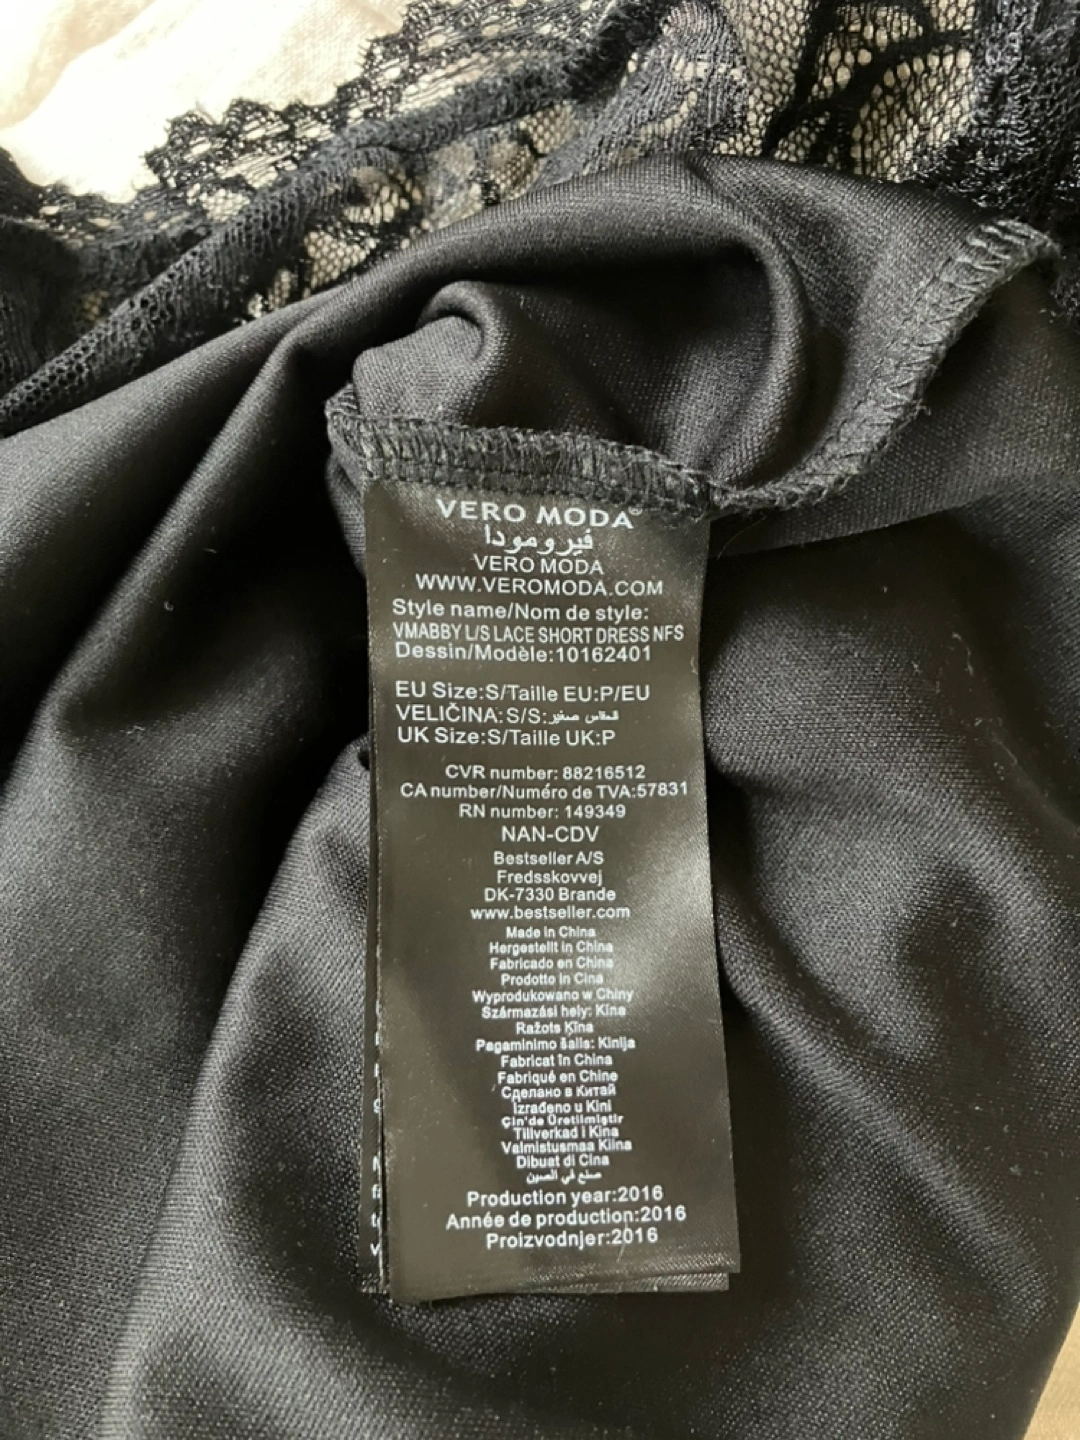 VERO MODA®
فيرومودا
VERO MODA
WWW.VEROMODA.COM
Style name/Nom de style:
VMABBY L/S LACE SHORT DRESS NFS
Dessin/Modèle:10162401
EU Size:S/Taille EU:P/EU
VELIČINA:S/S:المقاس صغير
UK Size:S/Taille UK:P
CVR number: 88216512
CA number/Numéro de TVA:57831
RN number: 149349
NAN-CDV
Bestseller A/S
Fredsskovvej
DK-7330 Brande
www.bestseller.com
Made in China
Hergestellt in China
Fabricado en China
Prodotto in Cina
Wyprodukowano w Chiny
Származási hely: Kína
Ražots Ķīna
Pagaminimo šalis: Kinija
Fabricat în China
Fabriqué en Chine
Сделано в Китай
Izrađeno u Kini
Çin'de Üretilmiştir
Tillverkad i Kina
Valmistusmaa Kiina
Dibuat di Cina
صنع في الصين
Production year:2016
Année de production:2016
Proizvodnjer:2016